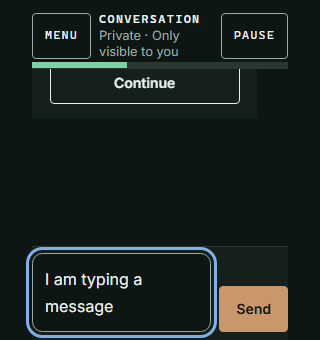 MENU
CONVERSATION
Private · Only
visible to you
PAUSE
Continue
I am typing a
message
Send